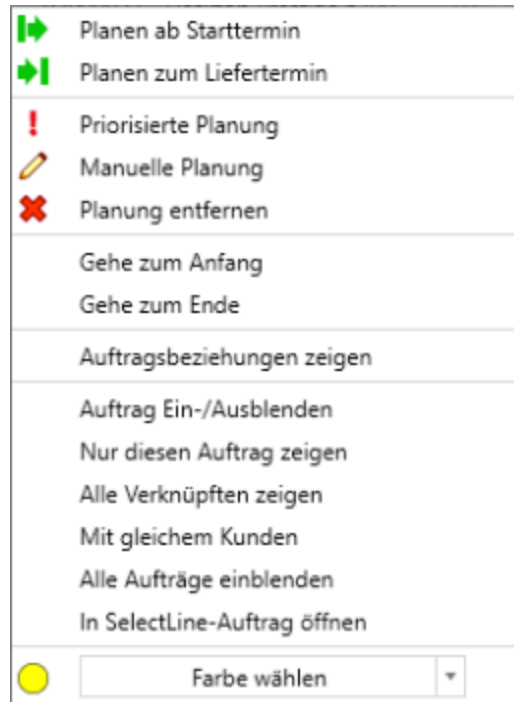 Planen ab Starttermin
Planen zum Liefertermin
Priorisierte Planung
Manuelle Planung
Planung entfernen
Gehe zum Anfang
Gehe zum Ende
Auftragsbeziehungen zeigen
Auftrag Ein-/Ausblenden
Nur diesen Auftrag zeigen
Alle Verknüpften zeigen
Mit gleichem Kunden
Alle Aufträge einblenden
In SelectLine-Auftrag öffnen
Farbe wählen